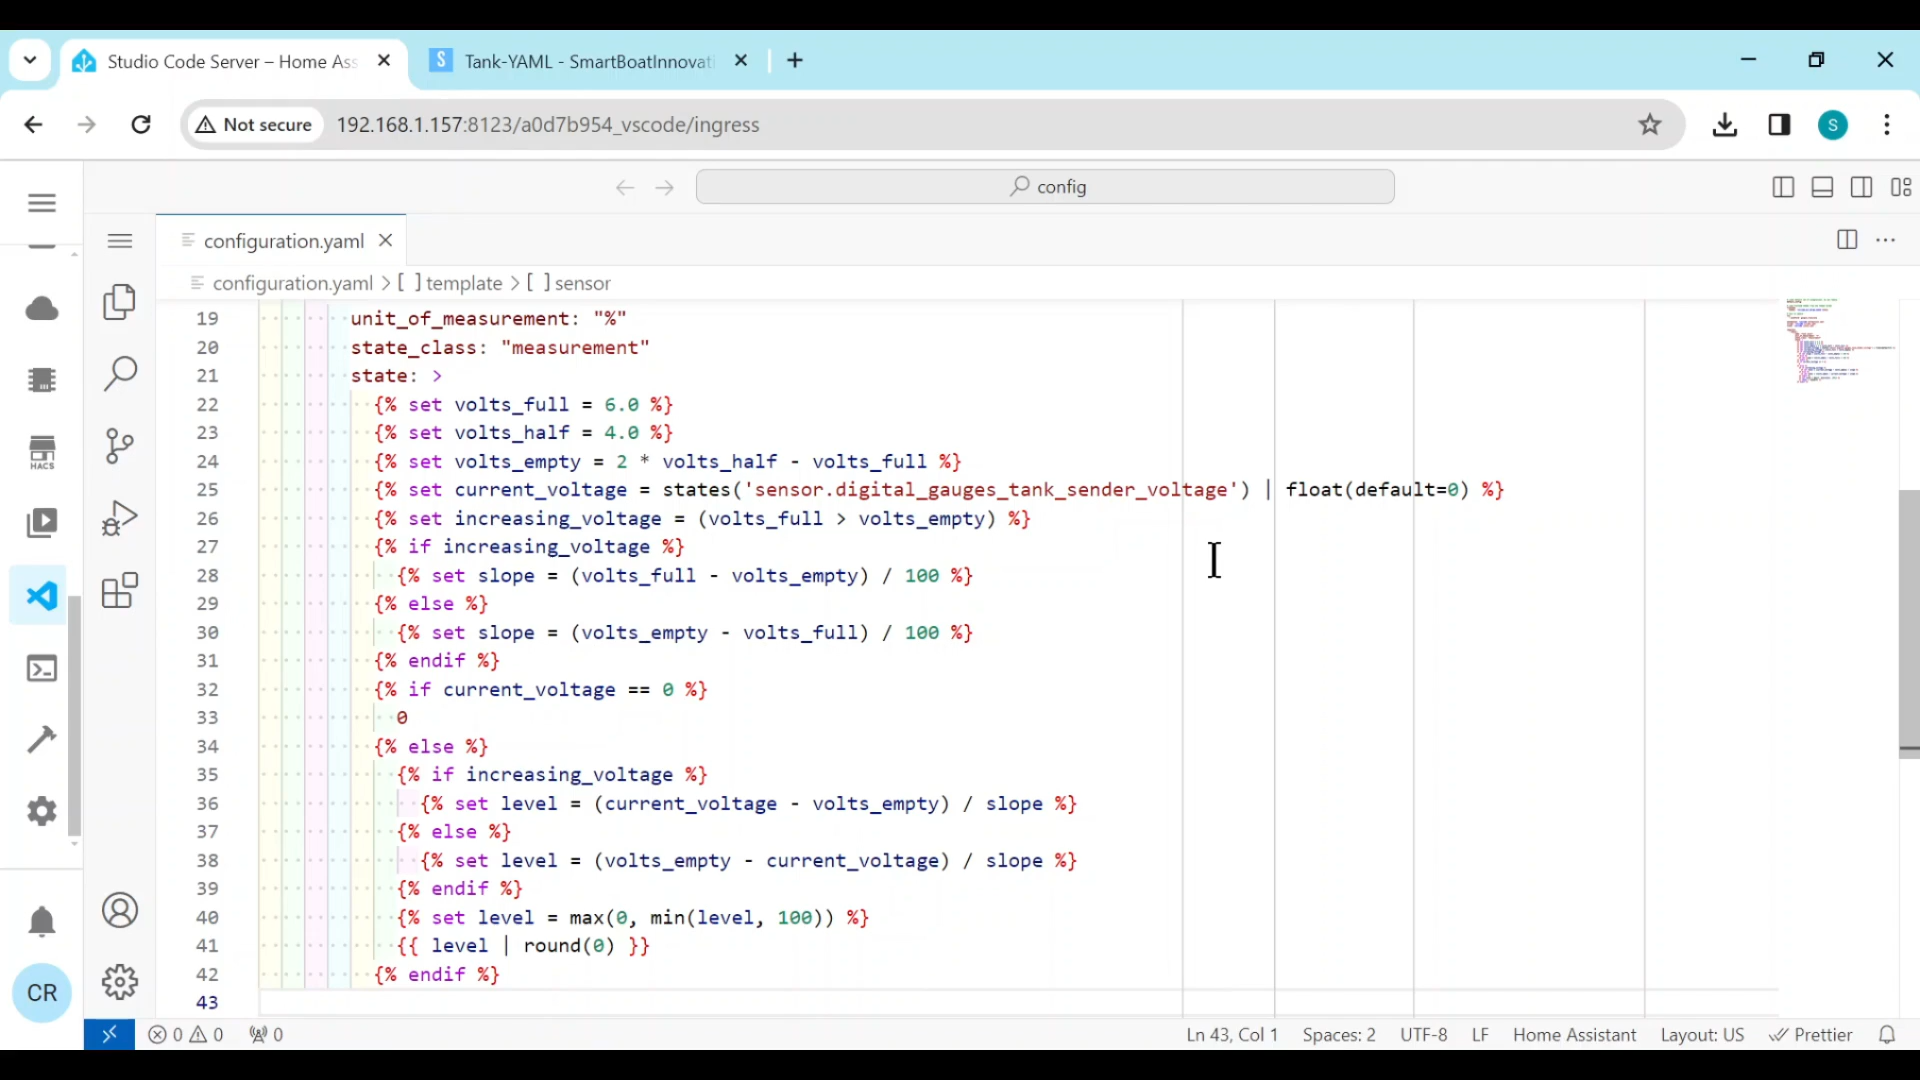 Studio Code Server – Home Ass
Tank-YAML - SmartBoatInnovati
Not secure
192.168.1.157:8123/a0d7b954_vscode/ingress
S
config
configuration.yaml
configuration.yaml > [ ] template > [ ] sensor
19 unit_of_measurement: "%"
20 state_class: "measurement"
21 state: >
22 {% set volts_full = 6.0 %}
23 {% set volts_half = 4.0 %}
24 {% set volts_empty = 2 * volts_half - volts_full %}
25 {% set current_voltage = states('sensor.digital_gauges_tank_sender_voltage') | float(default=0) %}
26 {% set increasing_voltage = (volts_full > volts_empty) %}
27 {% if increasing_voltage %}
28 {% set slope = (volts_full - volts_empty) / 100 %}
29 {% else %}
30 {% set slope = (volts_empty - volts_full) / 100 %}
31 {% endif %}
32 {% if current_voltage == 0 %}
33 0
34 {% else %}
35 {% if increasing_voltage %}
36 {% set level = (current_voltage - volts_empty) / slope %}
37 {% else %}
38 {% set level = (volts_empty - current_voltage) / slope %}
39 {% endif %}
40 {% set level = max(0, min(level, 100)) %}
41 {{ level | round(0) }}
42 {% endif %}
43
HACS
CR
0 0 0
Ln 43, Col 1 Spaces: 2 UTF-8 LF Home Assistant Layout: US Prettier